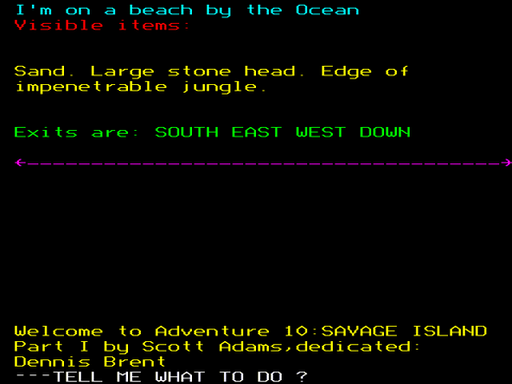 I'm on a beach by the Ocean
Visible items:
Sand. Large stone head. Edge of
impenetrable jungle.
Exits are: SOUTH EAST WEST DOWN
Welcome to Adventure 10:SAVAGE ISLAND
Part I by Scott Adams,dedicated:
Dennis Brent
---TELL ME WHAT TO DO ?